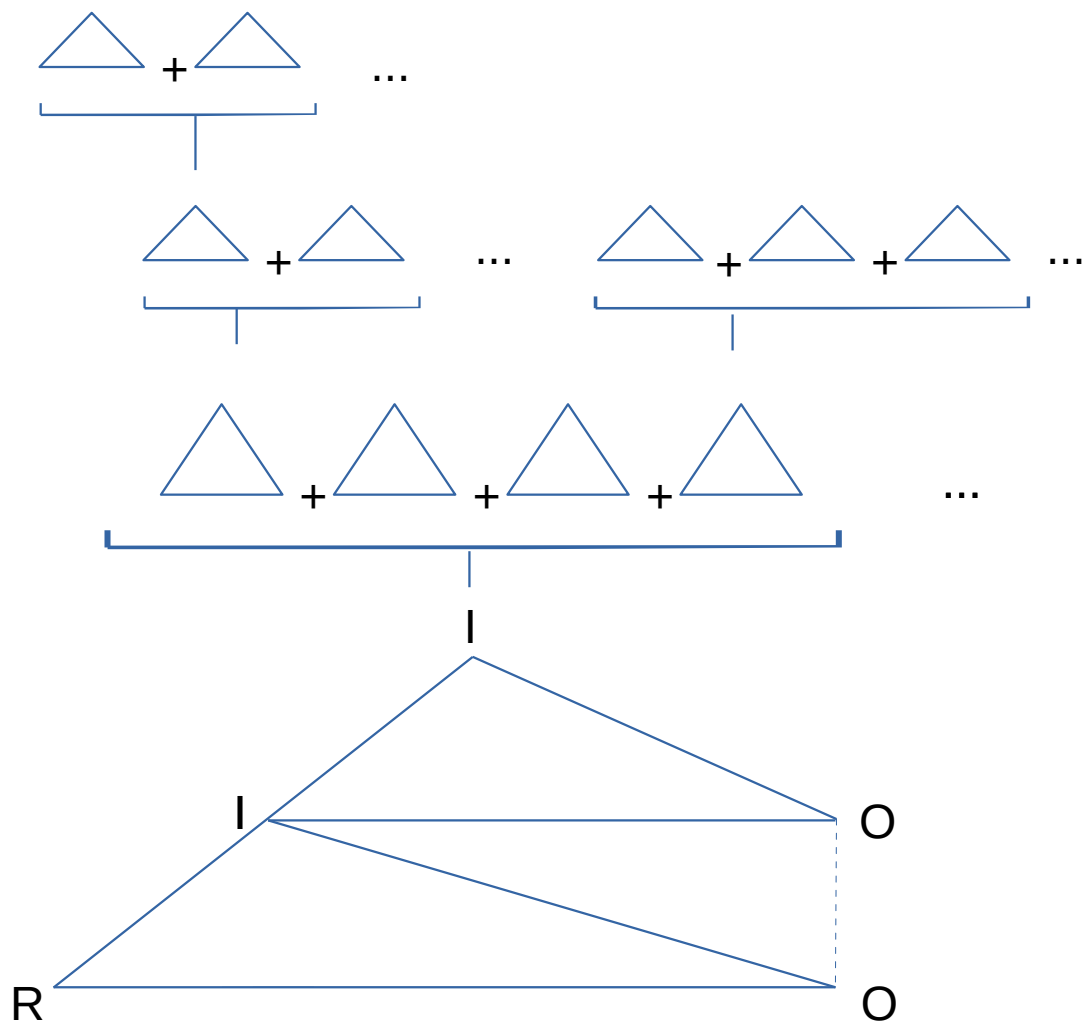 + ...
+ ... + + ...
+ + + ...
I
I O
R O